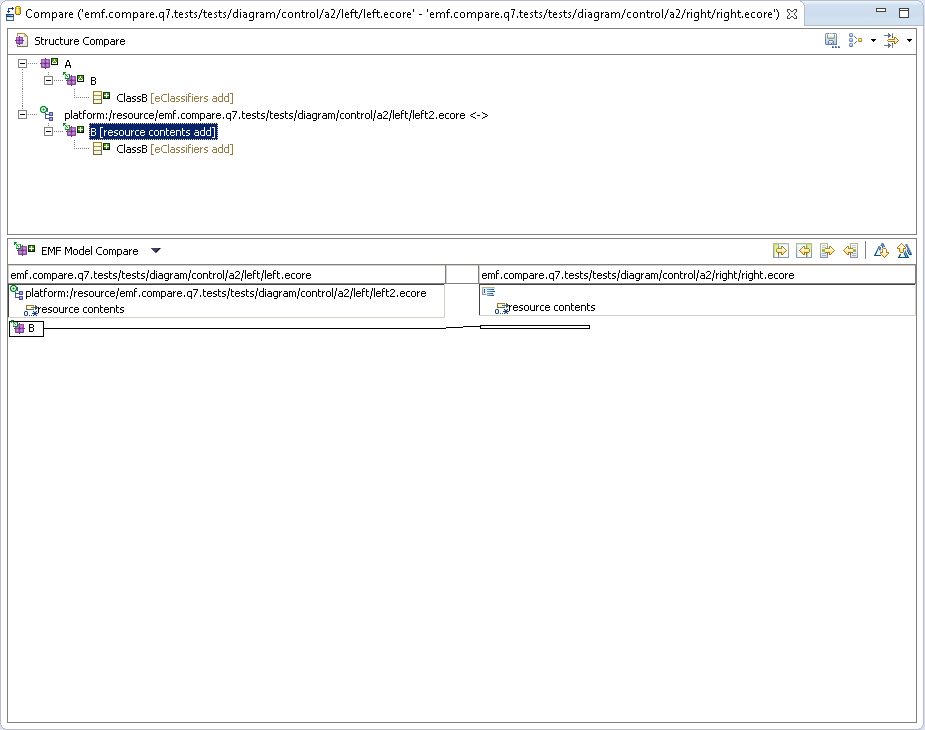 Compare ('emf.compare.q7.tests/tests/diagram/control/a2/left/left.ecore' - 'emf.compare.q7.tests/tests/diagram/control/a2/right/right.ecore')
Structure Compare
A
B
ClassB [eClassifiers add]
platform:/resource/emf.compare.q7.tests/tests/diagram/control/a2/left/left2.ecore <->
B [resource contents add]
ClassB [eClassifiers add]
EMF Model Compare
emf.compare.q7.tests/tests/diagram/control/a2/left/left.ecore emf.compare.q7.tests/tests/diagram/control/a2/right/right.ecore
platform:/resource/emf.compare.q7.tests/tests/diagram/control/a2/left/left2.ecore
0..* resource contents 0..* resource contents
B